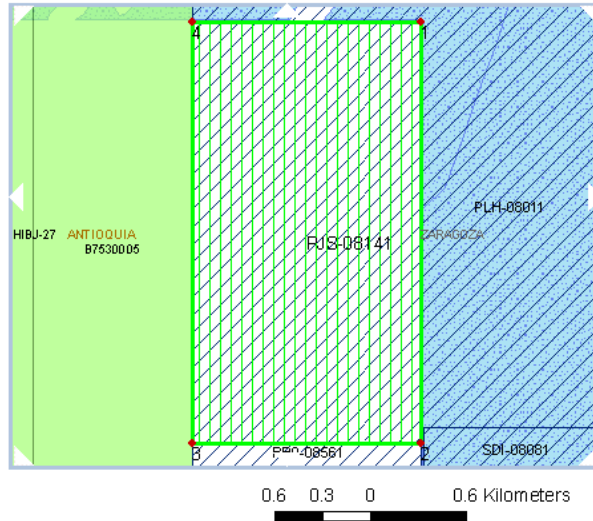 4
1
PLH-08011
HIBJ-27 ANTIOQUIA
ZARAGOZA
B7530005
RJS-08141
3
2
SDI-08081
0.6 0.3 0 0.6 Kilometers